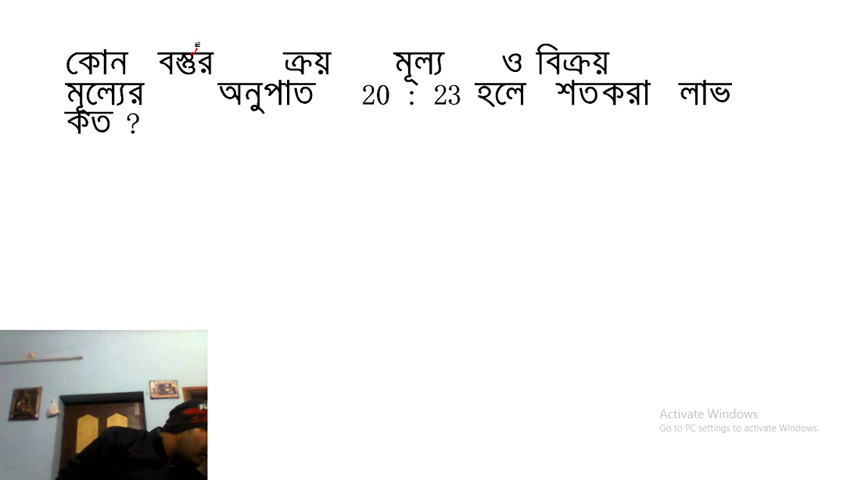 কোন বস্তুর ক্রয় মূল্য ও বিক্রয়
মূল্যের অনুপাত 20 : 23 হলে শতকরা লাভ
কত ?
Activate Windows
Go to PC settings to activate Windows.